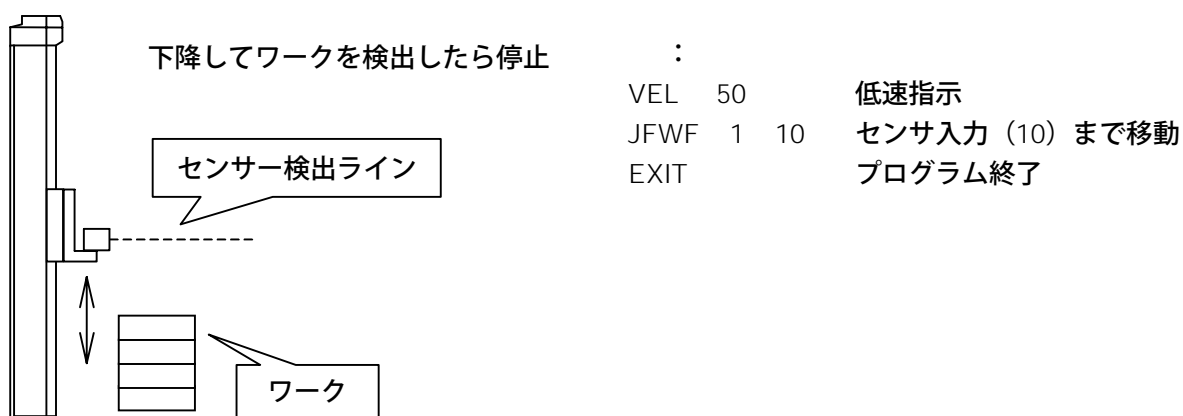 下降してワークを検出したら停止
：
VEL 50 低速指示
JFWF 1 10 センサ入力（10）まで移動
EXIT プログラム終了
センサー検出ライン
ワーク